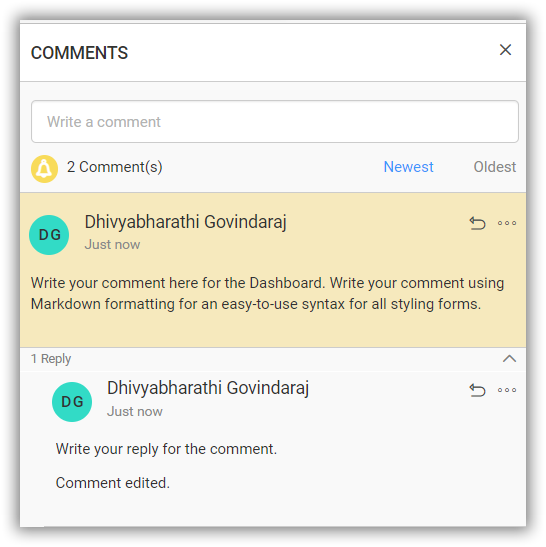 COMMENTS
Write a comment
2 Comment(s) Newest Oldest
DG Dhivyabharathi Govindaraj
Just now
Write your comment here for the Dashboard. Write your comment using
Markdown formatting for an easy-to-use syntax for all styling forms.
1 Reply
DG Dhivyabharathi Govindaraj
Just now
Write your reply for the comment.
Comment edited.